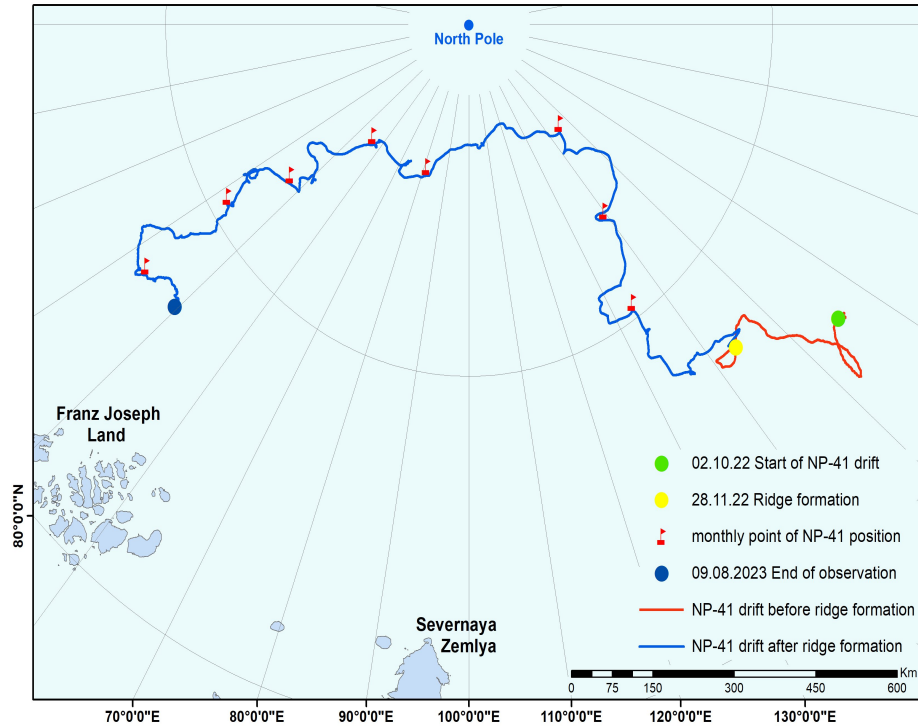 North Pole
Franz Joseph
Land
80°0'0"N
Severnaya
Zemlya
02.10.22 Start of NP-41 drift
28.11.22 Ridge formation
monthly point of NP-41 position
09.08.2023 End of observation
NP-41 drift before ridge formation
NP-41 drift after ridge formation
Km
0 75 150 300 450 600
70°0'0"E 80°0'0"E 90°0'0"E 100°0'0"E 110°0'0"E 120°0'0"E 130°0'0"E